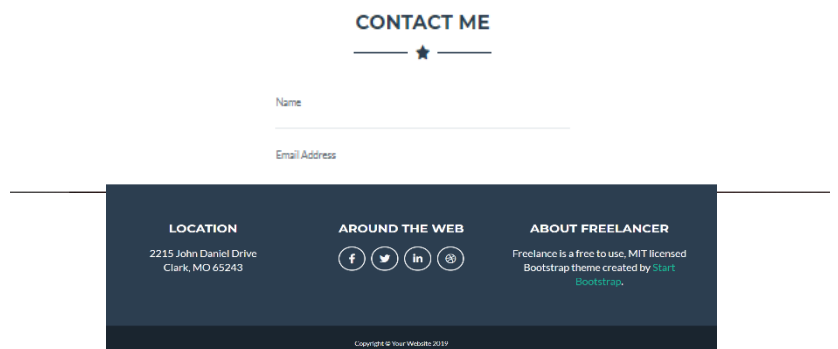 CONTACT ME
Name
Email Address
LOCATION
2215 John Daniel Drive
Clark, MO 65243
AROUND THE WEB
ABOUT FREELANCER
Freelance is a free to use, MIT licensed
Bootstrap theme created by Start
Bootstrap.
Copyright © Your Website 2019